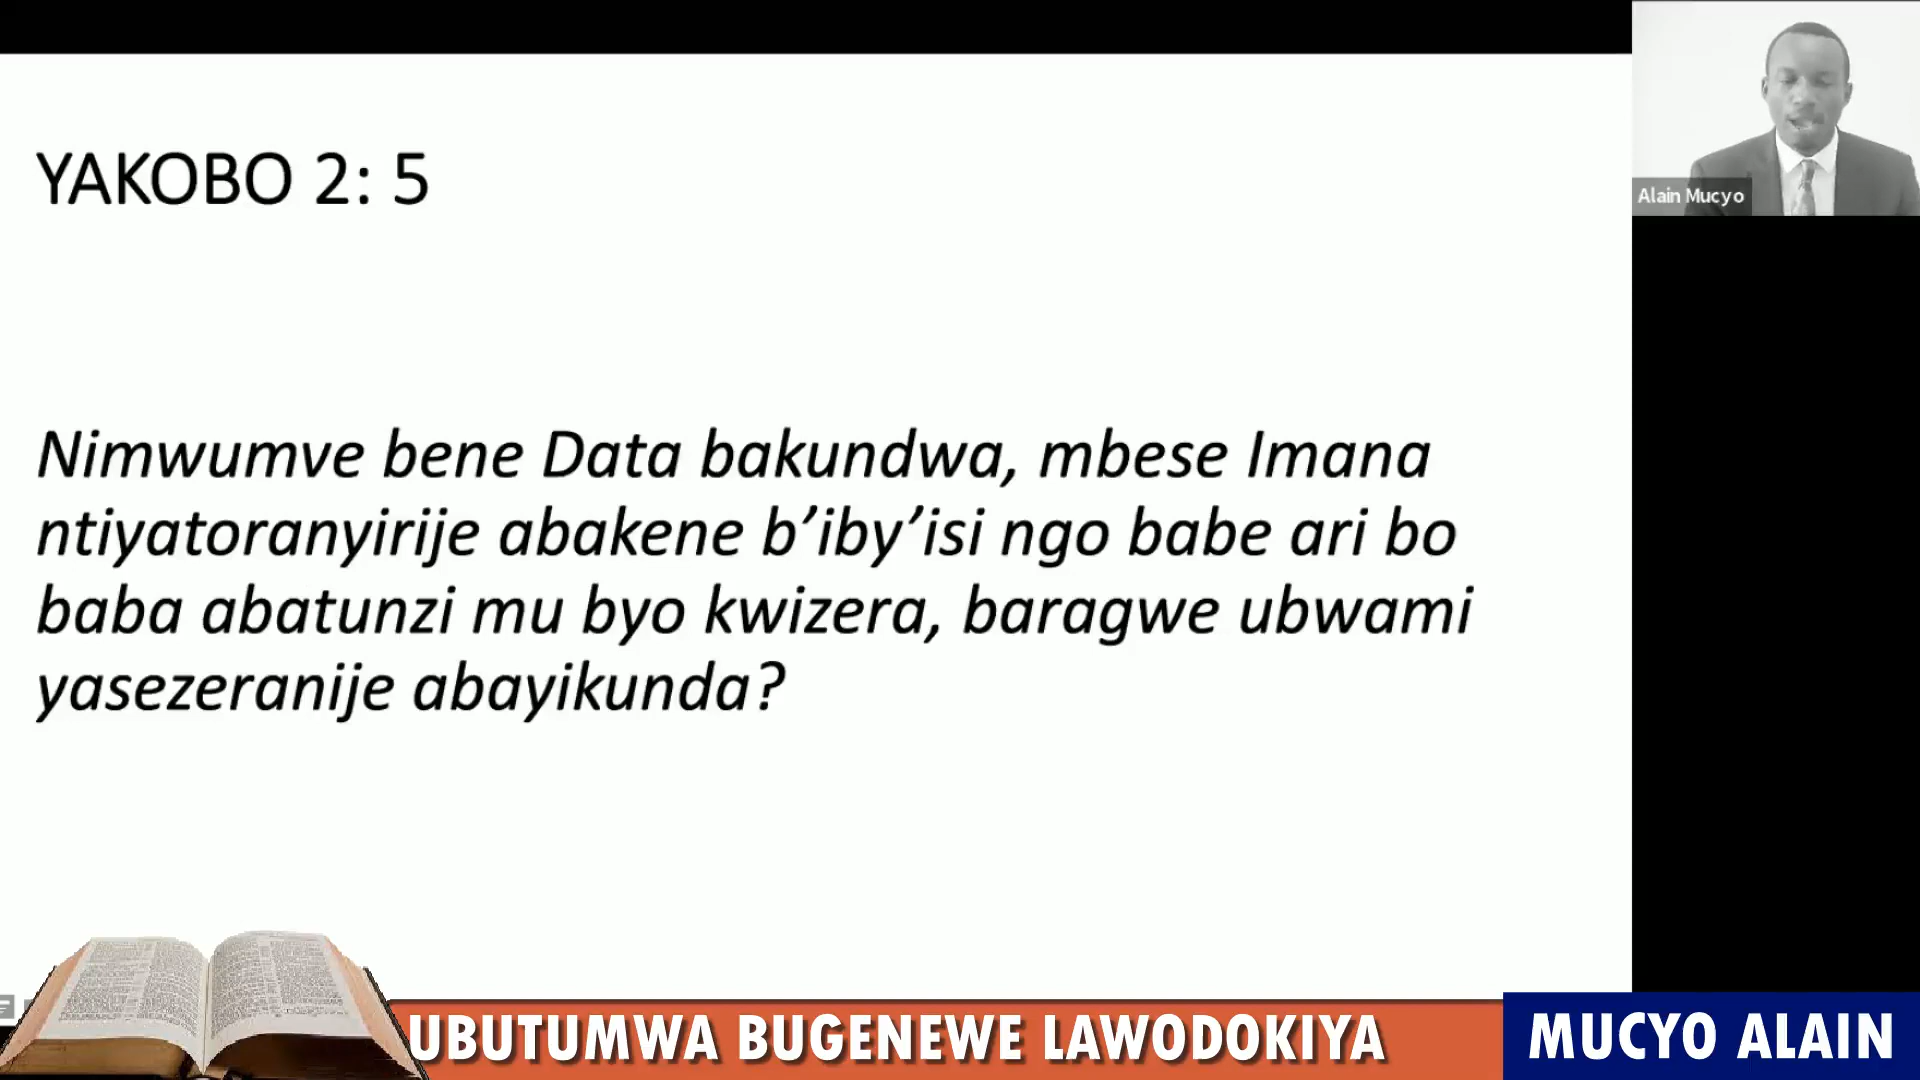 YAKOBO 2: 5
Alain Mucyo
Nimwumve bene Data bakundwa, mbese Imana
ntiyatoranyirije abakene b’iby’isi ngo babe ari bo
baba abatunzi mu byo kwizera, baragwe ubwami
yasezeranije abayikunda?
UBUTUMWA BUGENEWE LAWODOKIYA
MUCYO ALAIN